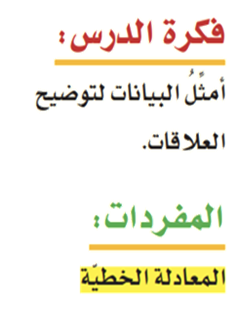 فكرة الدرس:
أمثِّلُ البيانات لتوضيح
العلاقات.
المفردات:
المعادلة الخطيّة